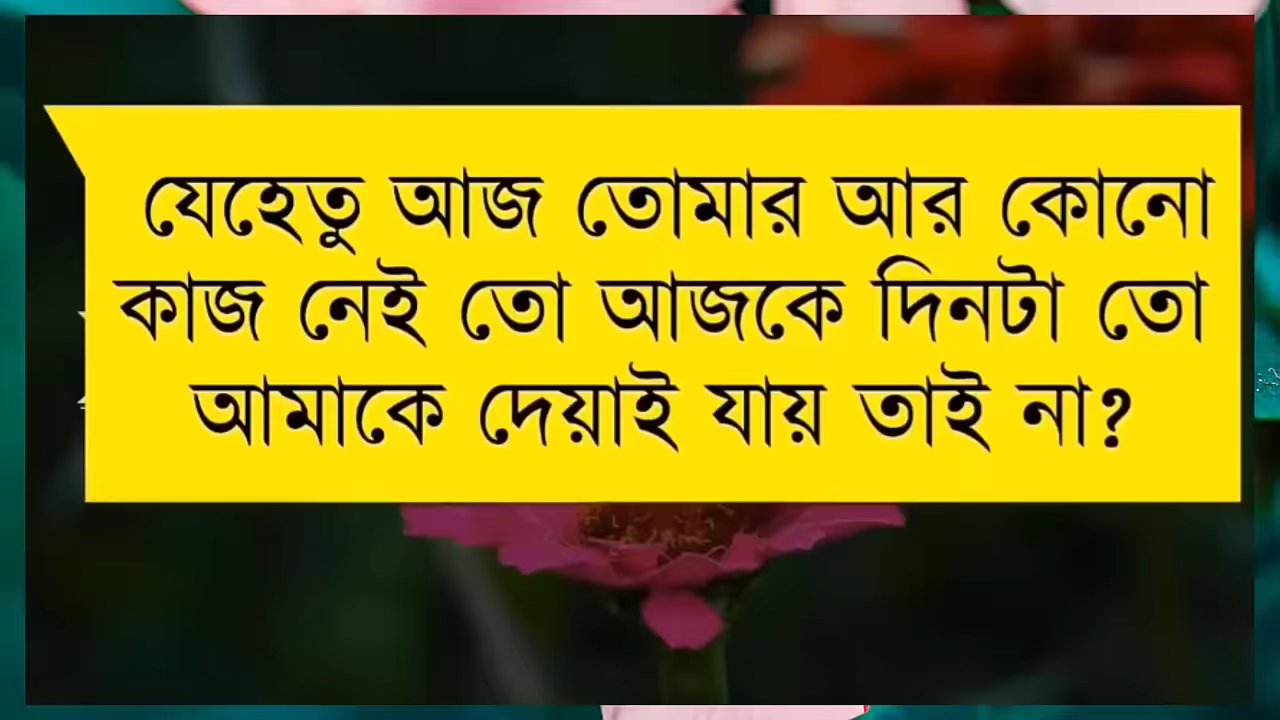 যেহেতু আজ তোমার আর কোনো
কাজ নেই তো আজকে দিনটা তো
আমাকে দেয়াই যায় তাই না?